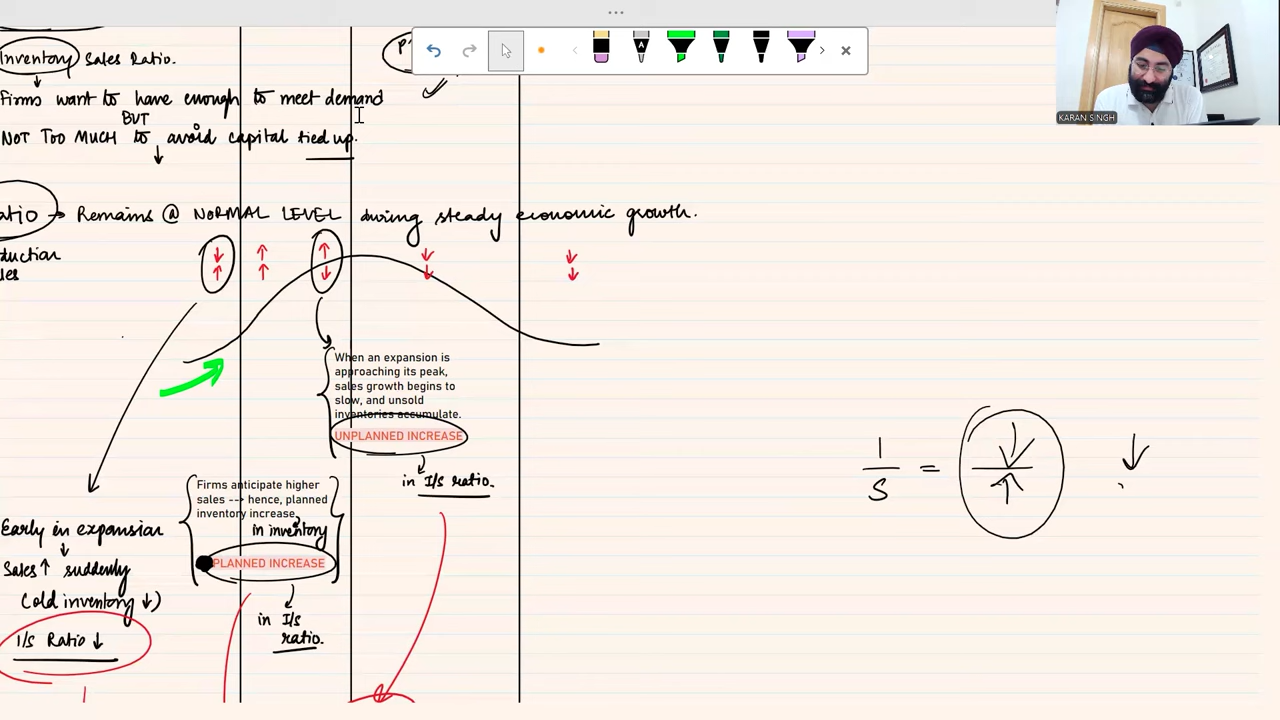 Inventory Sales Ratio.
Firms want to have enough to meet demand
BUT
NOT TOO MUCH to avoid capital tied up.
atio → Remains @ NORMAL LEVEL during steady economic growth.
duction
les
When an expansion is
approaching its peak,
sales growth begins to
slow, and unsold
inventories accumulate.
UNPLANNED INCREASE
in I/s ratio.
Firms anticipate higher
sales --> hence, planned
inventory increase
in inventory
PLANNED INCREASE
in I/s
ratio.
Early in expansion
Sales ↑ suddenly
(old inventory ↓)
I/s Ratio ↓
I/S = ↓/↑ ↓
KARAN SINGH